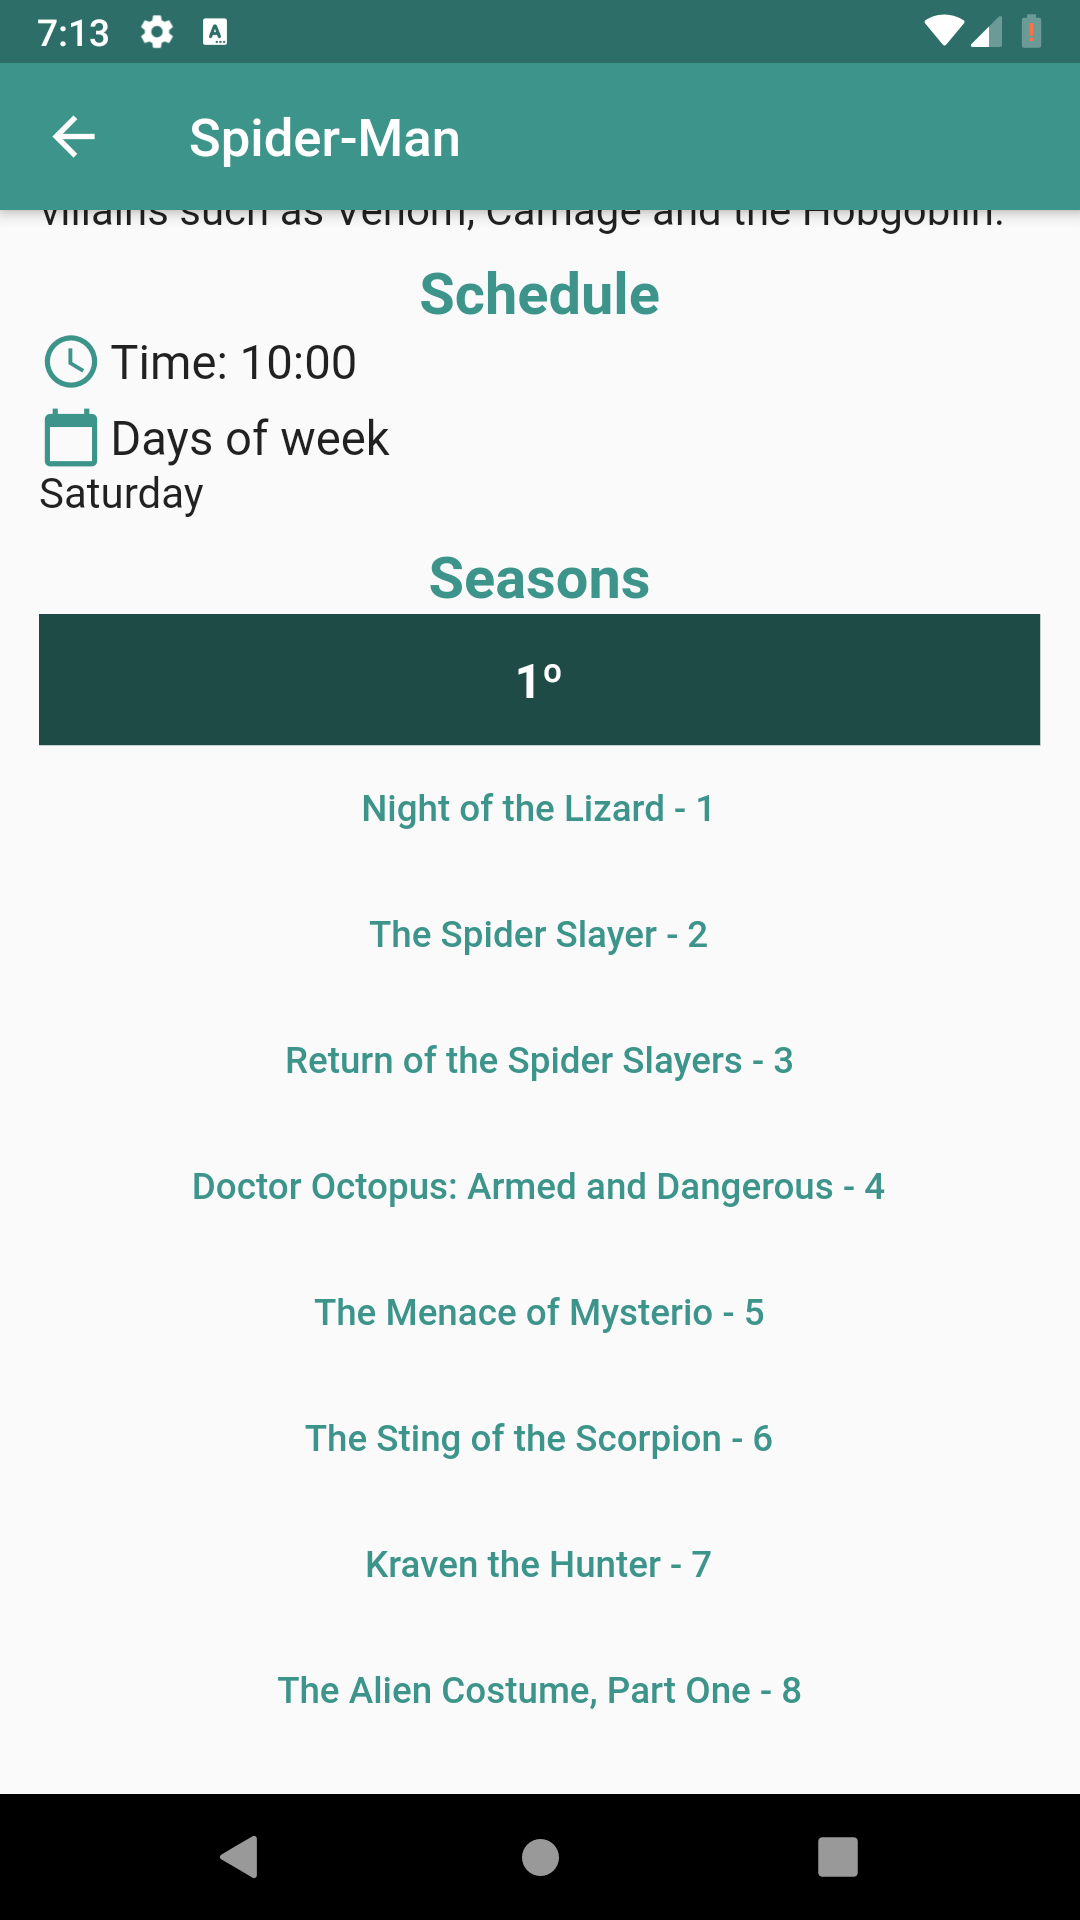 7:13
Spider-Man
villains such as Venom, Carnage and the Hobgoblin.
Schedule
Time: 10:00
Days of week
Saturday
Seasons
1º
Night of the Lizard - 1
The Spider Slayer - 2
Return of the Spider Slayers - 3
Doctor Octopus: Armed and Dangerous - 4
The Menace of Mysterio - 5
The Sting of the Scorpion - 6
Kraven the Hunter - 7
The Alien Costume, Part One - 8